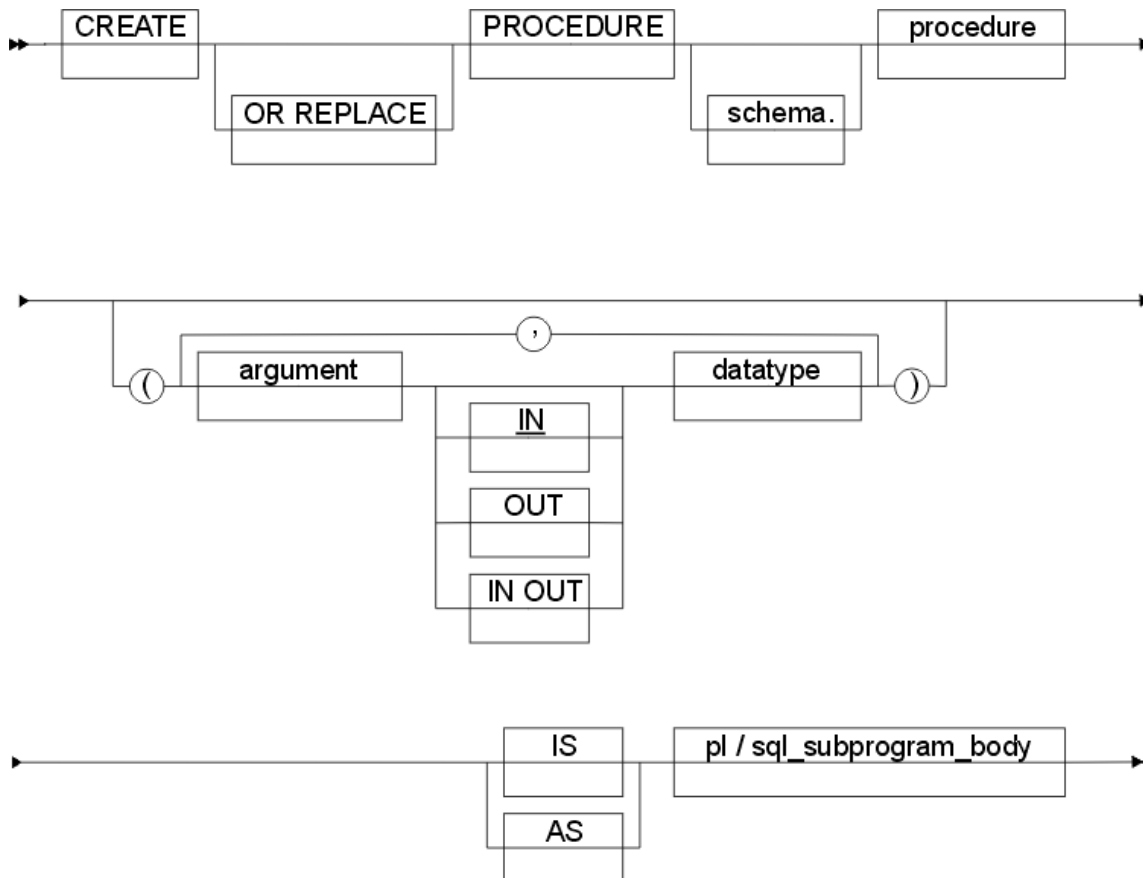 CREATE PROCEDURE procedure
OR REPLACE schema.
,
( argument datatype )
IN
OUT
IN OUT
IS pl / sql_subprogram_body
AS